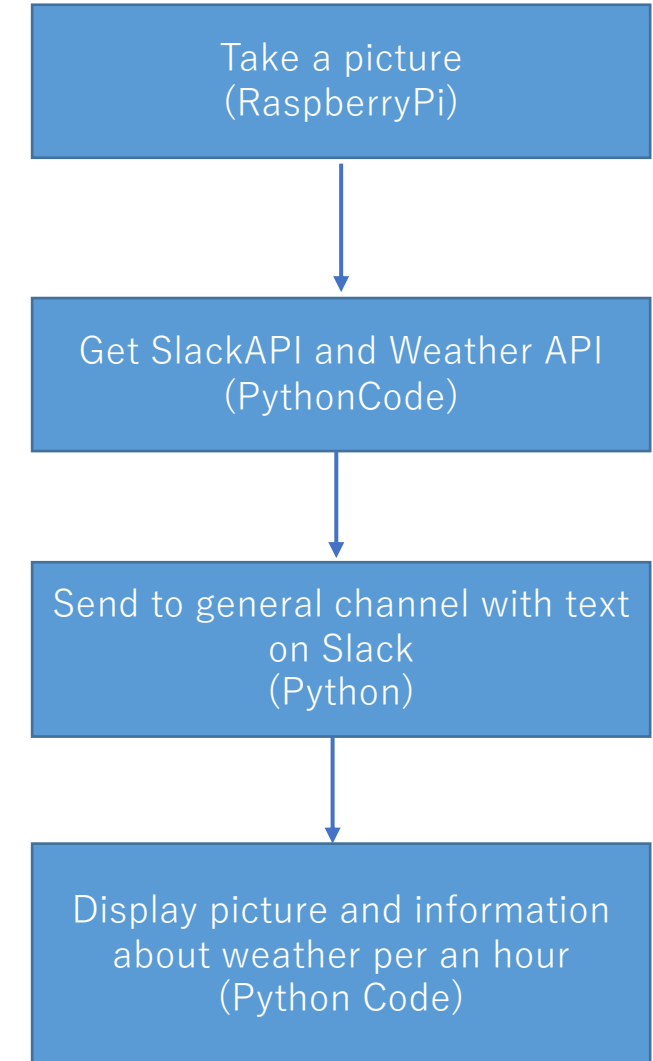 Take a picture
(RaspberryPi)
Get SlackAPI and Weather API
(PythonCode)
Send to general channel with text
on Slack
(Python)
Display picture and information
about weather per an hour
(Python Code)